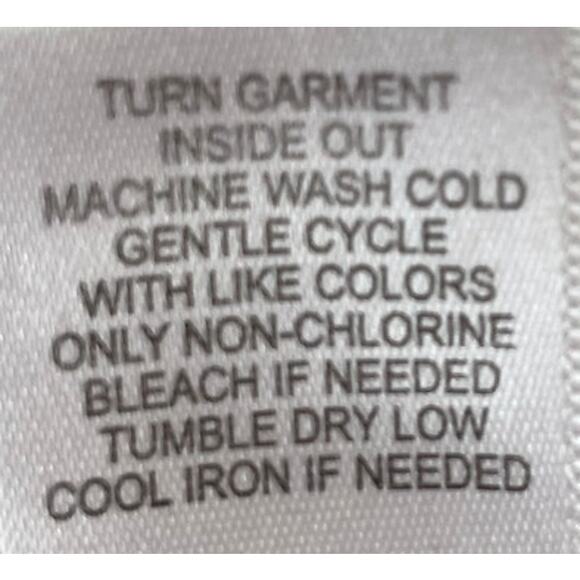 TURN GARMENT
INSIDE OUT
MACHINE WASH COLD
GENTLE CYCLE
WITH LIKE COLORS
ONLY NON-CHLORINE
BLEACH IF NEEDED
TUMBLE DRY LOW
COOL IRON IF NEEDED